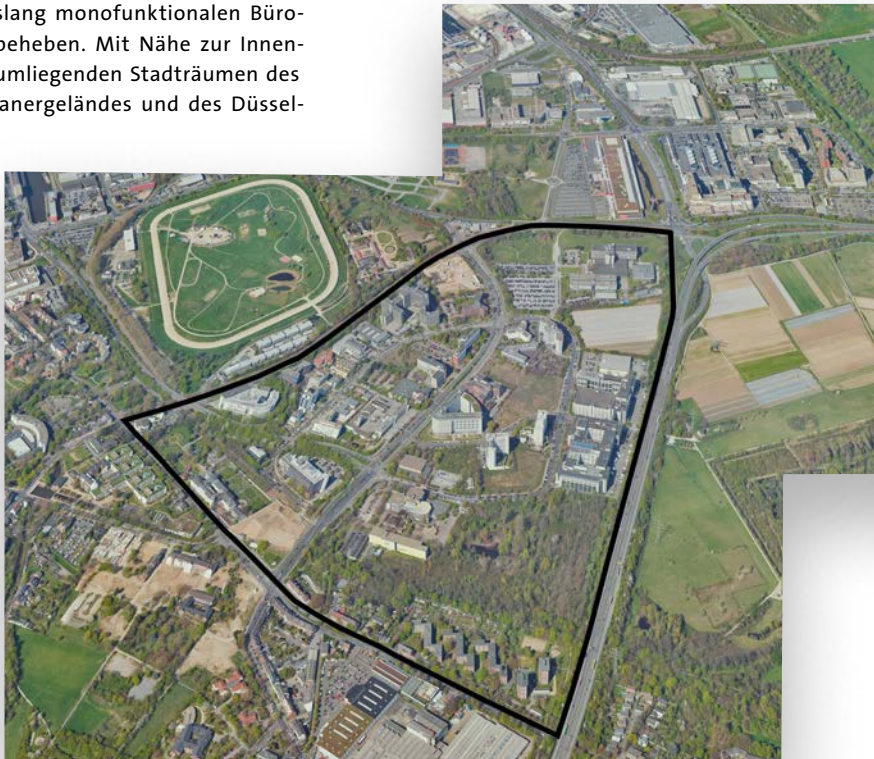 slang monofunktionalen Büro-
beheben. Mit Nähe zur Innen-
umliegenden Stadträumen des
anergeländes und des Düssel-